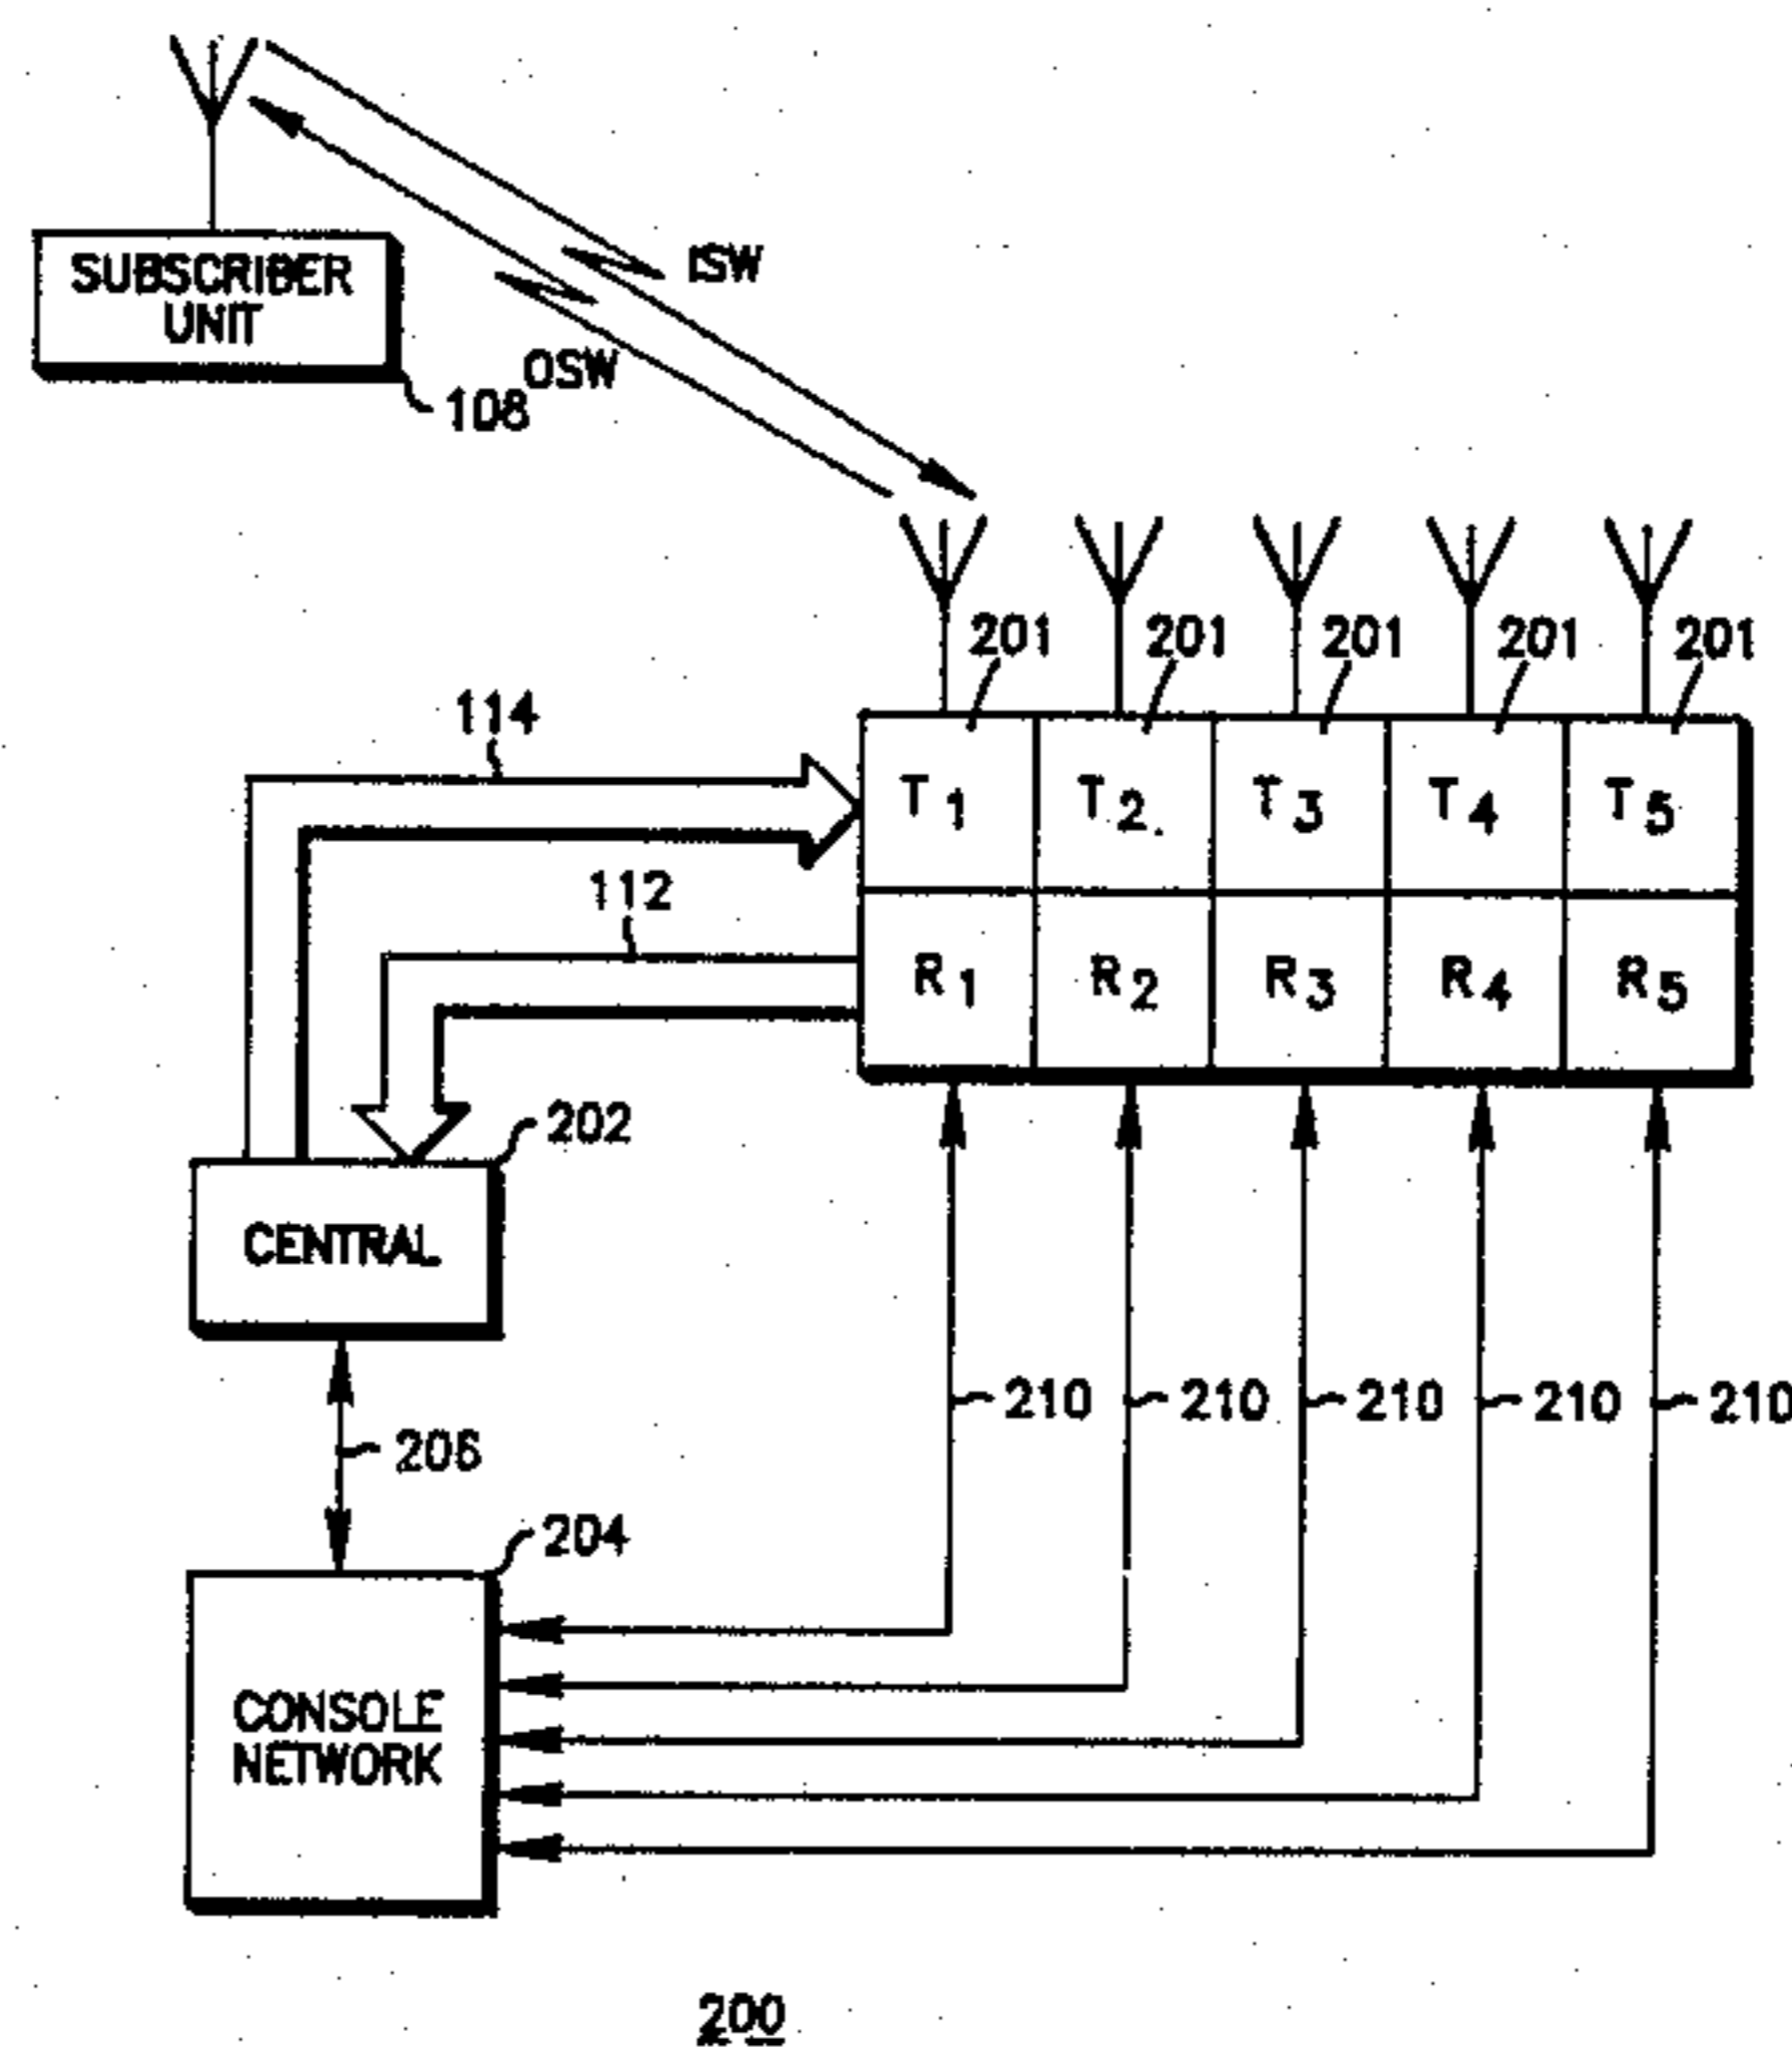 ISW
SUBSCRIBER
UNIT
OSW
108
201 201 201 201 201
114
T1 T2 T3 T4 T5
112
R1 R2 R3 R4 R5
202
CENTRAL
210 210 210 210 210
206
204
CONSOLE
NETWORK
200